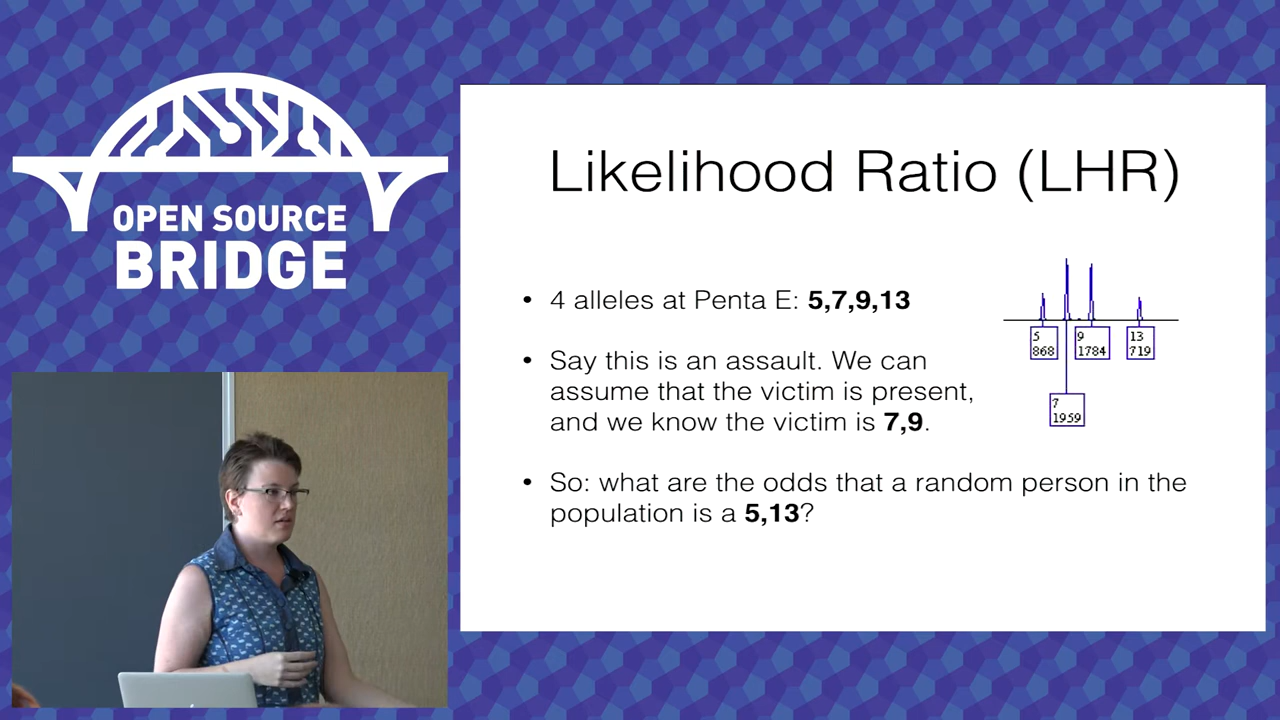 OPEN SOURCE
BRIDGE
Likelihood Ratio (LHR)
• 4 alleles at Penta E: 5,7,9,13
• Say this is an assault. We can
assume that the victim is present,
and we know the victim is 7,9.
• So: what are the odds that a random person in the
population is a 5,13?
5
868
9
1784
13
719
7
1959